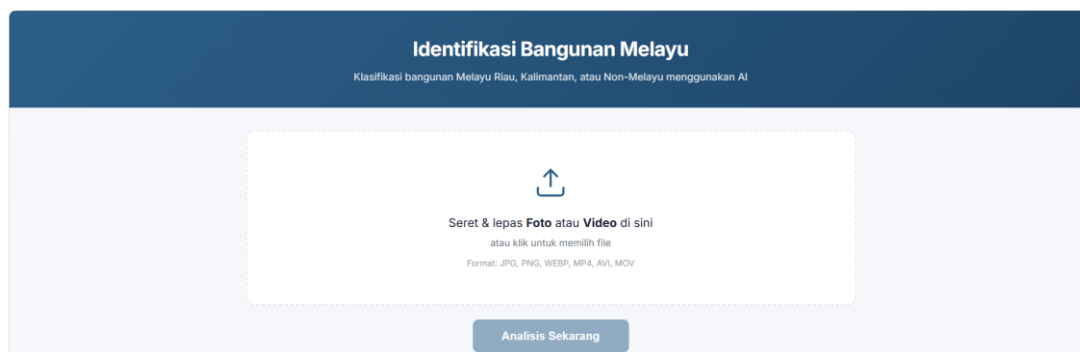 Identifikasi Bangunan Melayu
Klasifikasi bangunan Melayu Riau, Kalimantan, atau Non-Melayu menggunakan AI
Seret & lepas Foto atau Video di sini
atau klik untuk memilih file
Format: JPG, PNG, WEBP, MP4, AVI, MOV
Analisis Sekarang